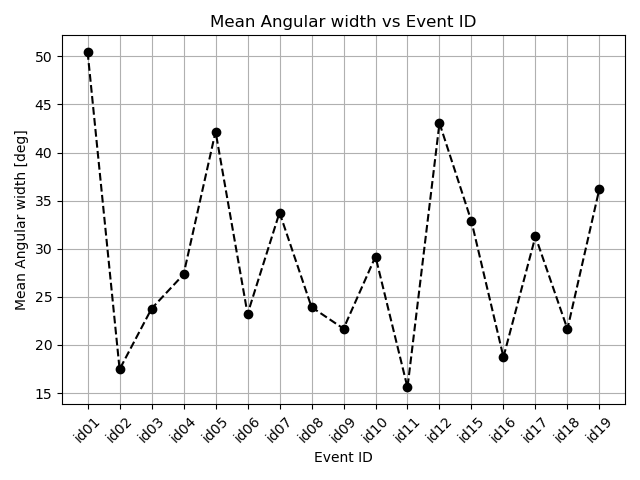 Mean Angular width vs Event ID
Mean Angular width [deg]
50
45
40
35
30
25
20
15
id01 id02 id03 id04 id05 id06 id07 id08 id09 id10 id11 id12 id15 id16 id17 id18 id19
Event ID